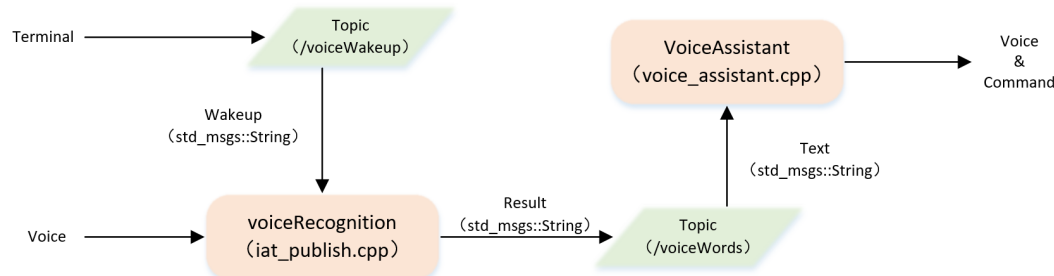 Terminal
Topic
（/voiceWakeup）
Wakeup
（std_msgs::String）
Voice
voiceRecognition
（iat_publish.cpp）
Result
（std_msgs::String）
Topic
（/voiceWords）
Text
（std_msgs::String）
VoiceAssistant
（voice_assistant.cpp）
Voice
&
Command